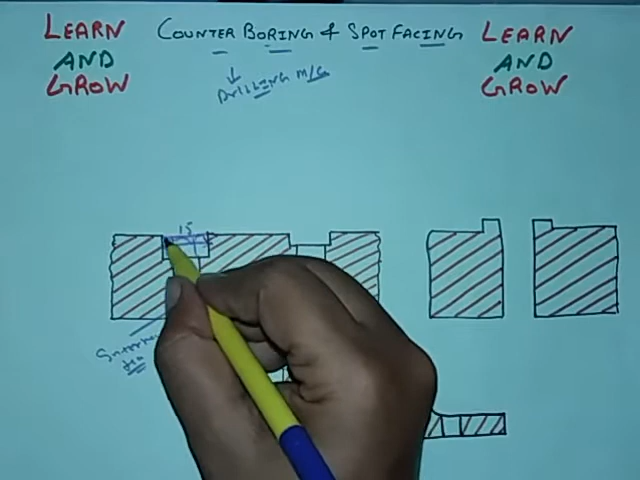 LEARN
AND
GROW
COUNTER BORING & SPOT FACING
LEARN
AND
GROW
Drilling M/C
15